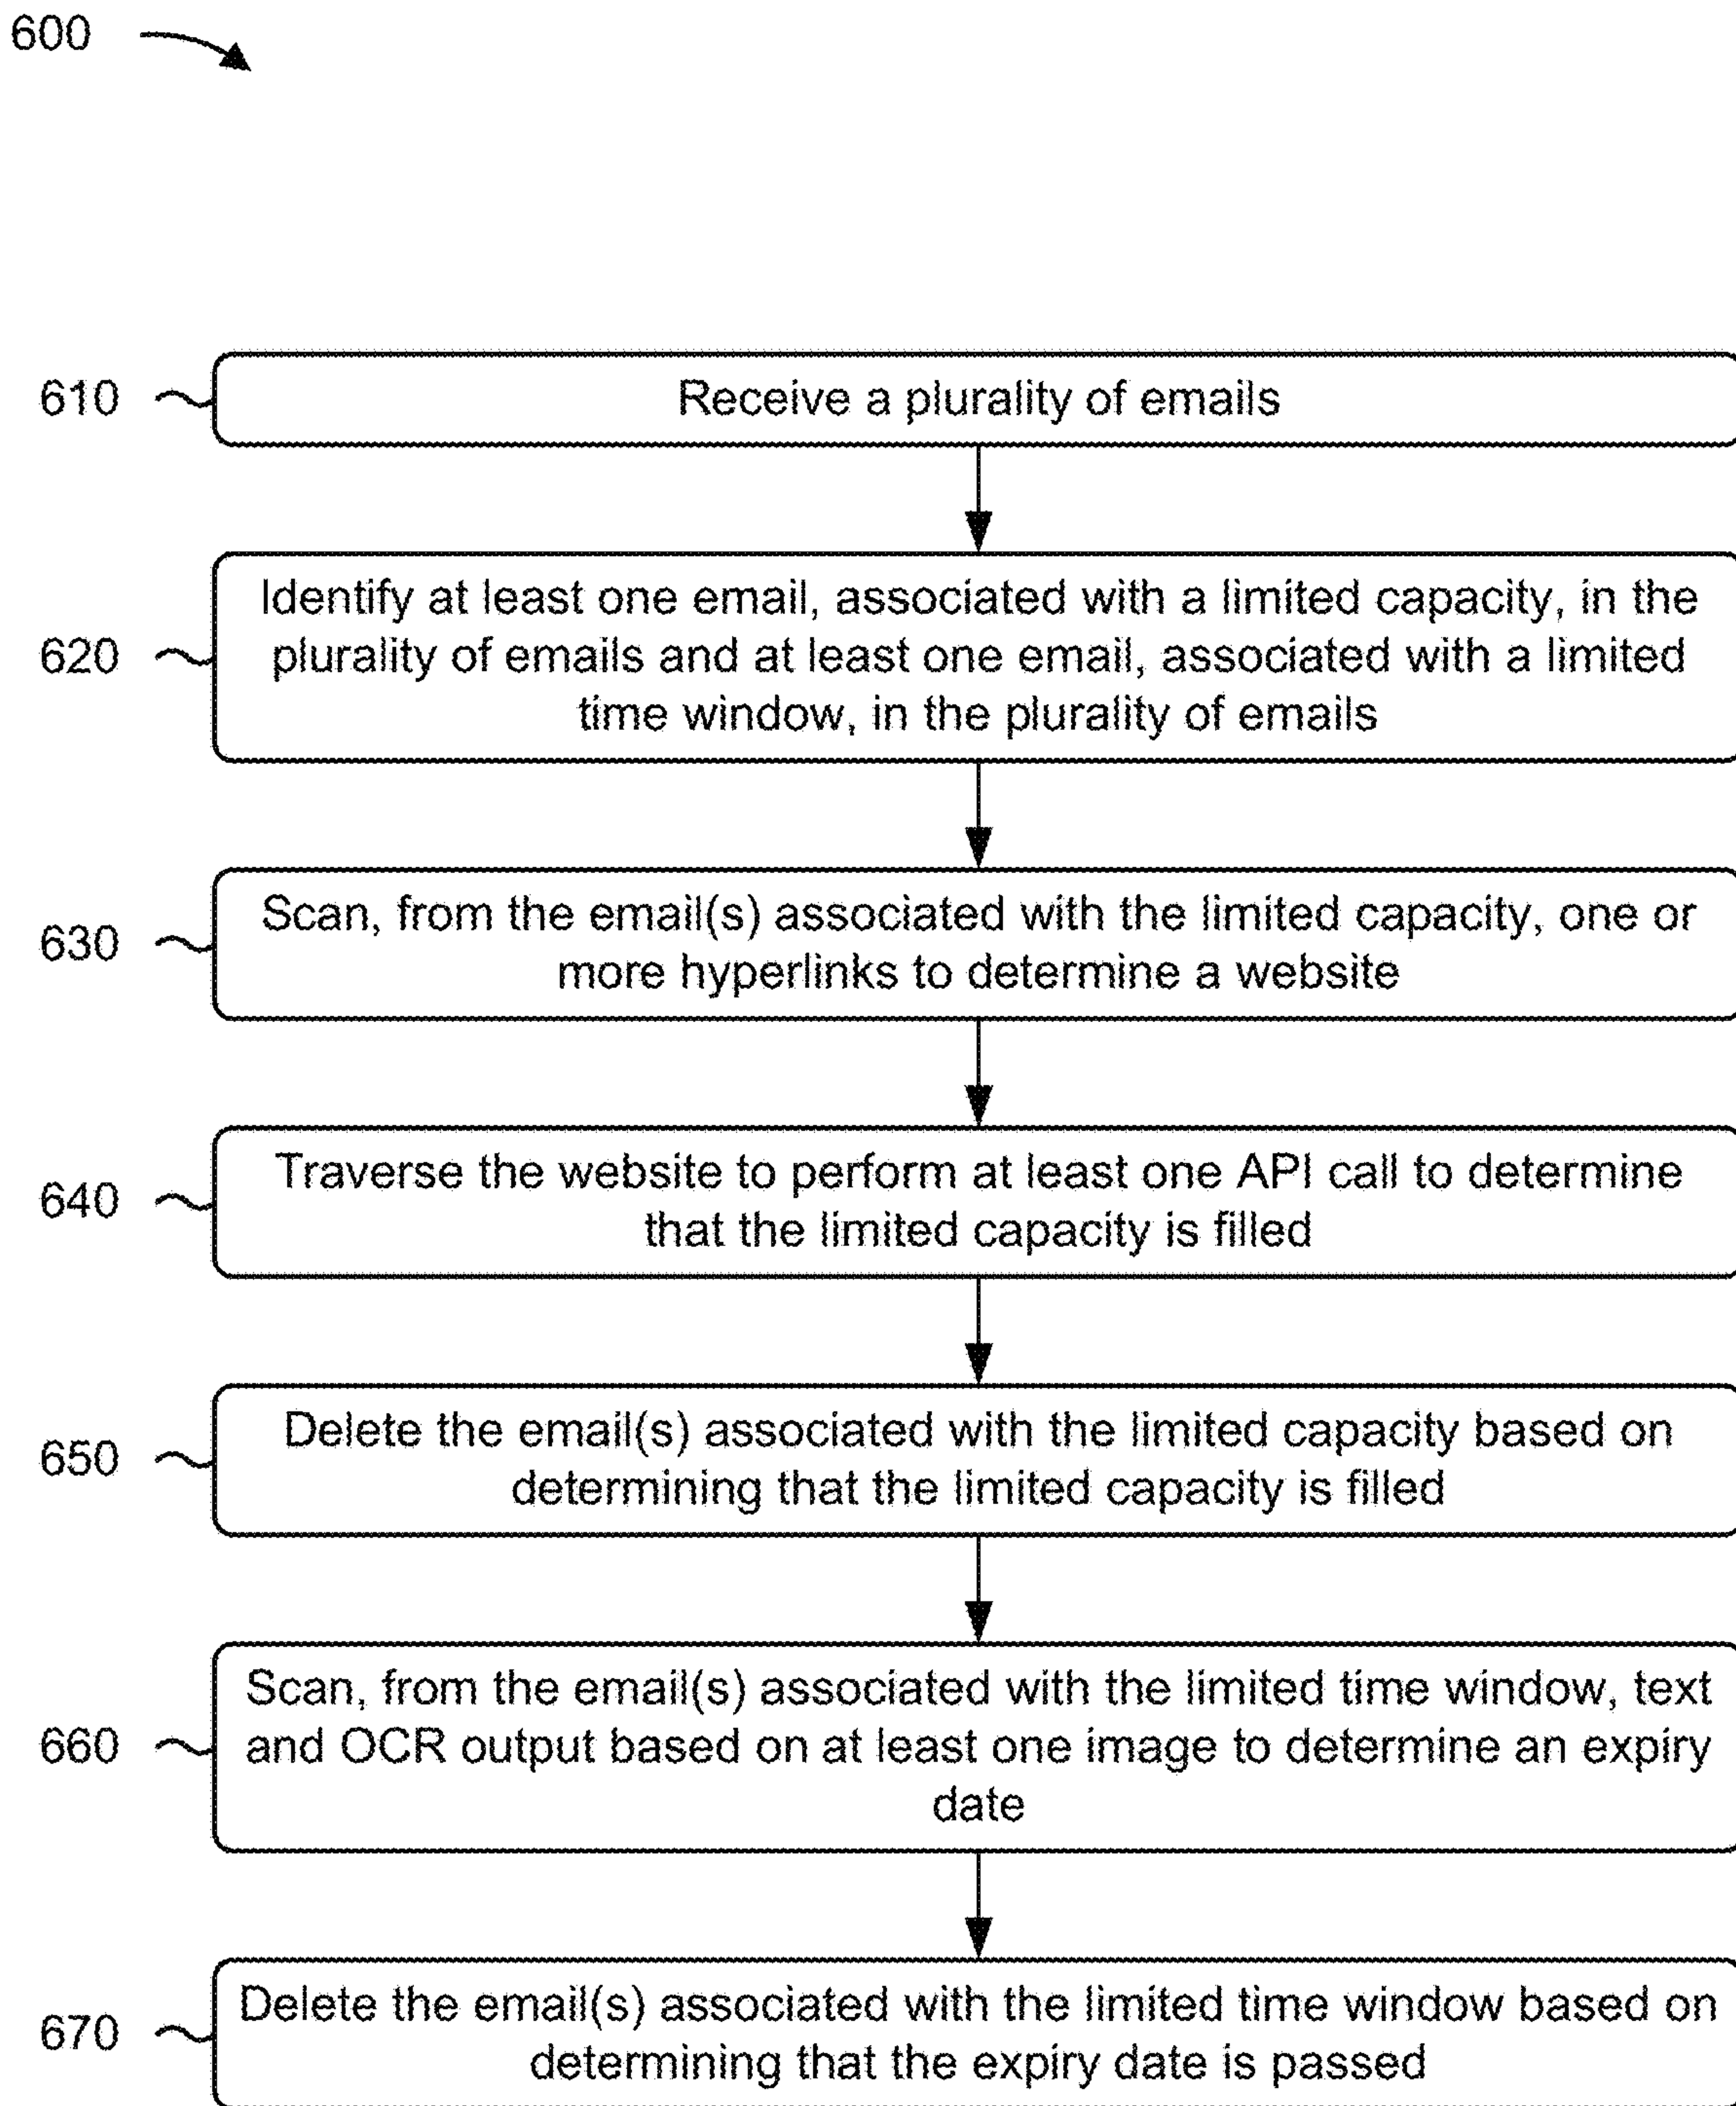 600
610
Receive a plurality of emails
620
Identify at least one email, associated with a limited capacity, in the
plurality of emails and at least one email, associated with a limited
time window, in the plurality of emails
630
Scan, from the email(s) associated with the limited capacity, one or
more hyperlinks to determine a website
640
Traverse the website to perform at least one API call to determine
that the limited capacity is filled
650
Delete the email(s) associated with the limited capacity based on
determining that the limited capacity is filled
660
Scan, from the email(s) associated with the limited time window, text
and OCR output based on at least one image to determine an expiry
date
670
Delete the email(s) associated with the limited time window based on
determining that the expiry date is passed